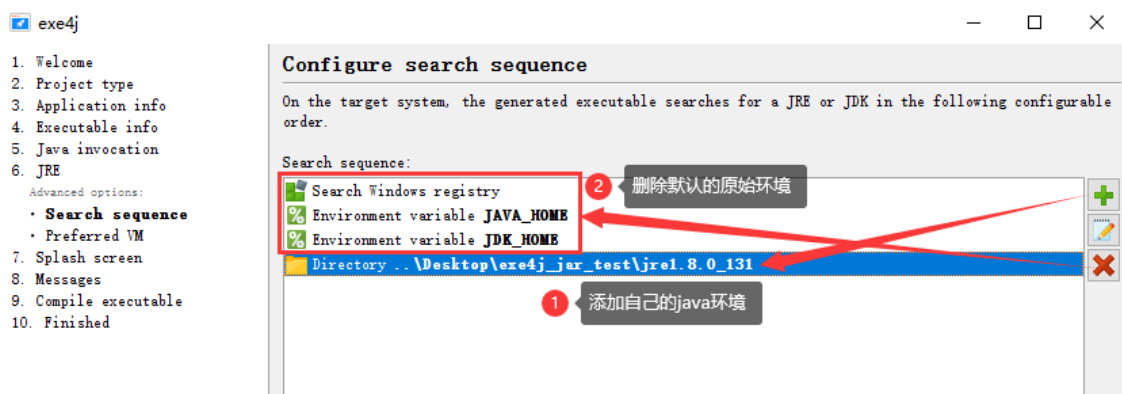 exe4j
1. Welcome
2. Project type
3. Application info
4. Executable info
5. Java invocation
6. JRE
Advanced options:
· Search sequence
· Preferred VM
7. Splash screen
8. Messages
9. Compile executable
10. Finished
Configure search sequence
On the target system, the generated executable searches for a JRE or JDK in the following configurable
order.
Search sequence:
Search Windows registry
2 删除默认的原始环境
Environment variable JAVA_HOME
Environment variable JDK_HOME
Directory ..\Desktop\exe4j_jar_test\jre1.8.0_131
1 添加自己的java环境